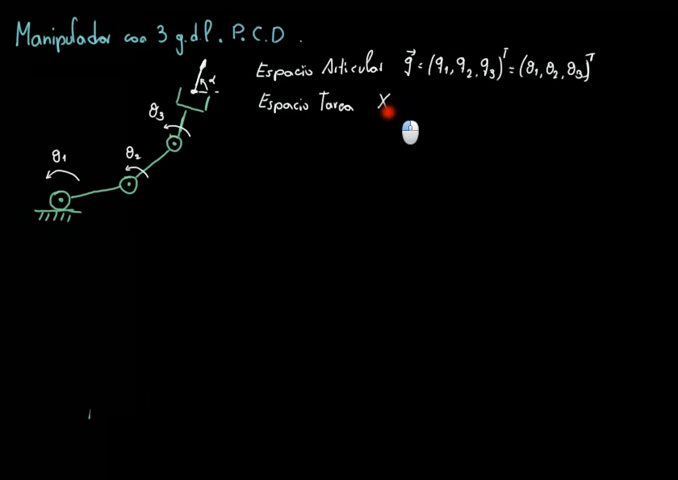 Manipulador con 3 g.d.l. P.C.D.
Espacio Articular q⃗ = (q1, q2, q3)ᵀ = (θ1, θ2, θ3)ᵀ
Espacio Tarea X
α
θ3
θ2
θ1